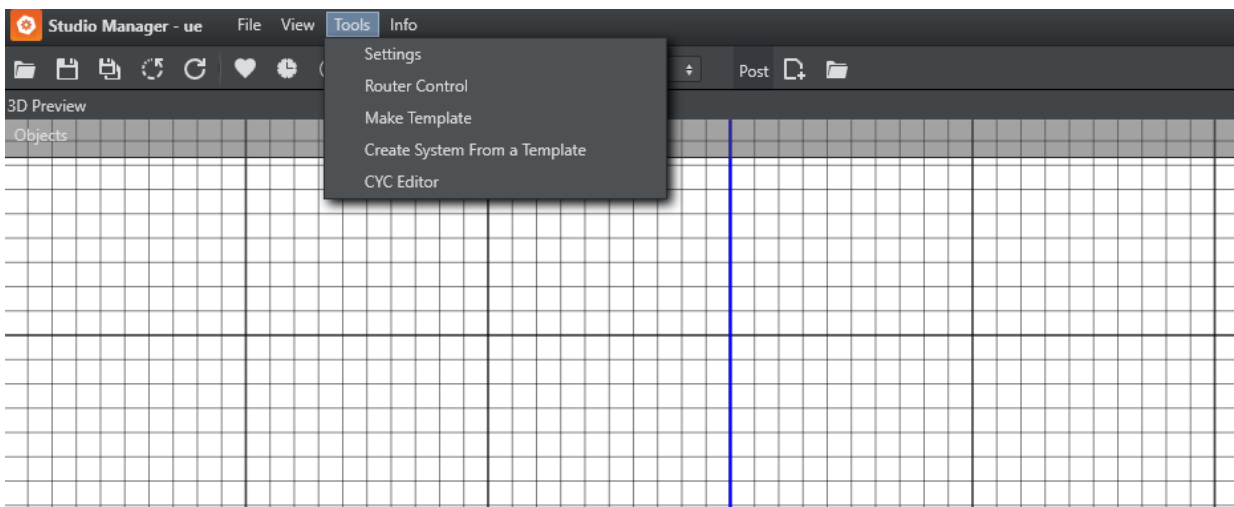 Studio Manager - ue File View Tools Info
Settings
Router Control
Make Template
Create System From a Template
CYC Editor
Post
3D Preview
Objects